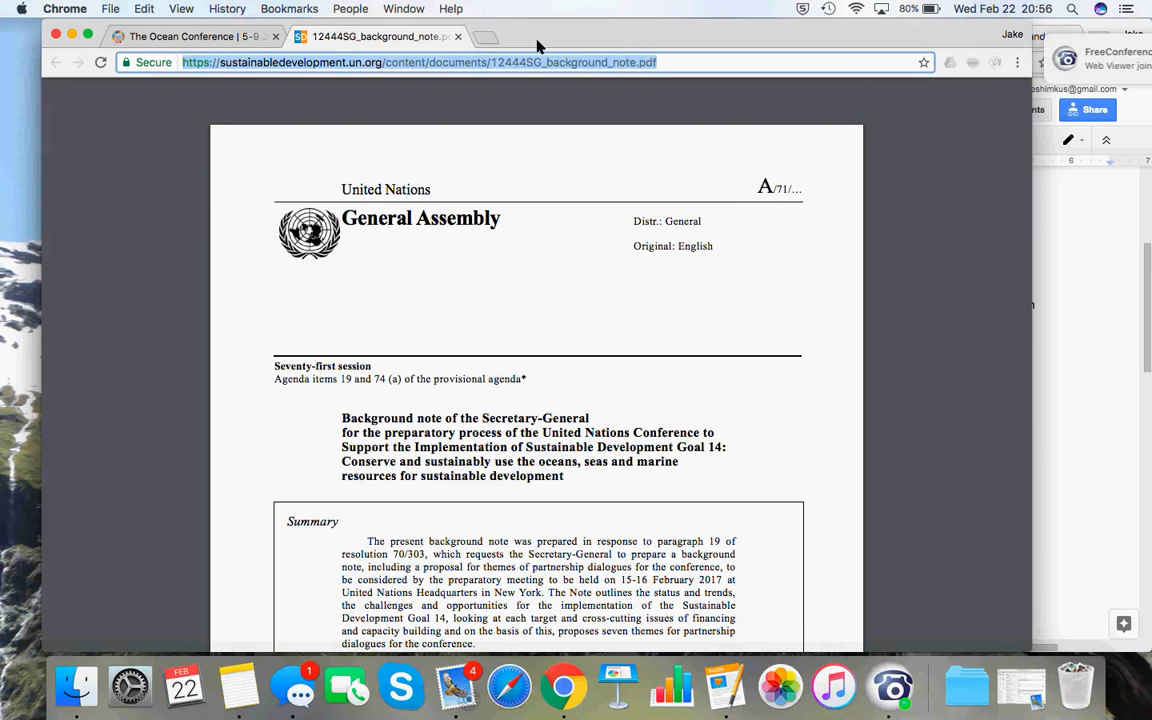 Chrome File Edit View History Bookmarks People Window Help 80% Wed Feb 22 20:56
The Ocean Conference | 5-9 J
12444SG_background_note.p
Jake
Secure https://sustainabledevelopment.un.org/content/documents/12444SG_background_note.pdf
FreeConferenc
Web Viewer join
eshimkus@gmail.com
nts Share
6 7
United Nations A/71/...
General Assembly
Distr.: General
Original: English
Seventy-first session
Agenda items 19 and 74 (a) of the provisional agenda*
Background note of the Secretary-General
for the preparatory process of the United Nations Conference to
Support the Implementation of Sustainable Development Goal 14:
Conserve and sustainably use the oceans, seas and marine
resources for sustainable development
Summary
The present background note was prepared in response to paragraph 19 of
resolution 70/303, which requests the Secretary-General to prepare a background
note, including a proposal for themes of partnership dialogues for the conference, to
be considered by the preparatory meeting to be held on 15-16 February 2017 at
United Nations Headquarters in New York. The Note outlines the status and trends,
the challenges and opportunities for the implementation of the Sustainable
Development Goal 14, looking at each target and cross-cutting issues of financing
and capacity building and on the basis of this, proposes seven themes for partnership
dialogues for the conference.
FEB
22
1
4